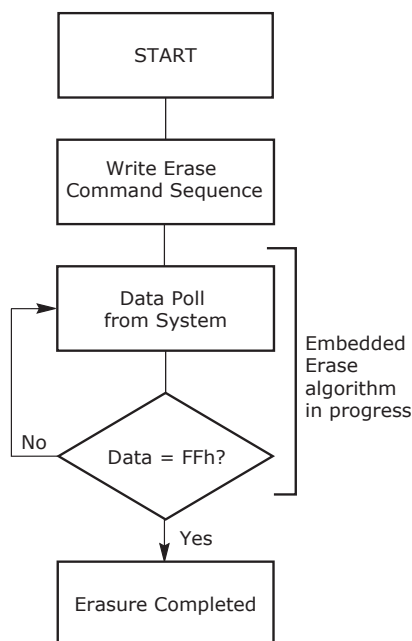 START
Write Erase
Command Sequence
Data Poll
from System
Embedded
Erase
algorithm
in progress
No
Data = FFh?
Yes
Erasure Completed